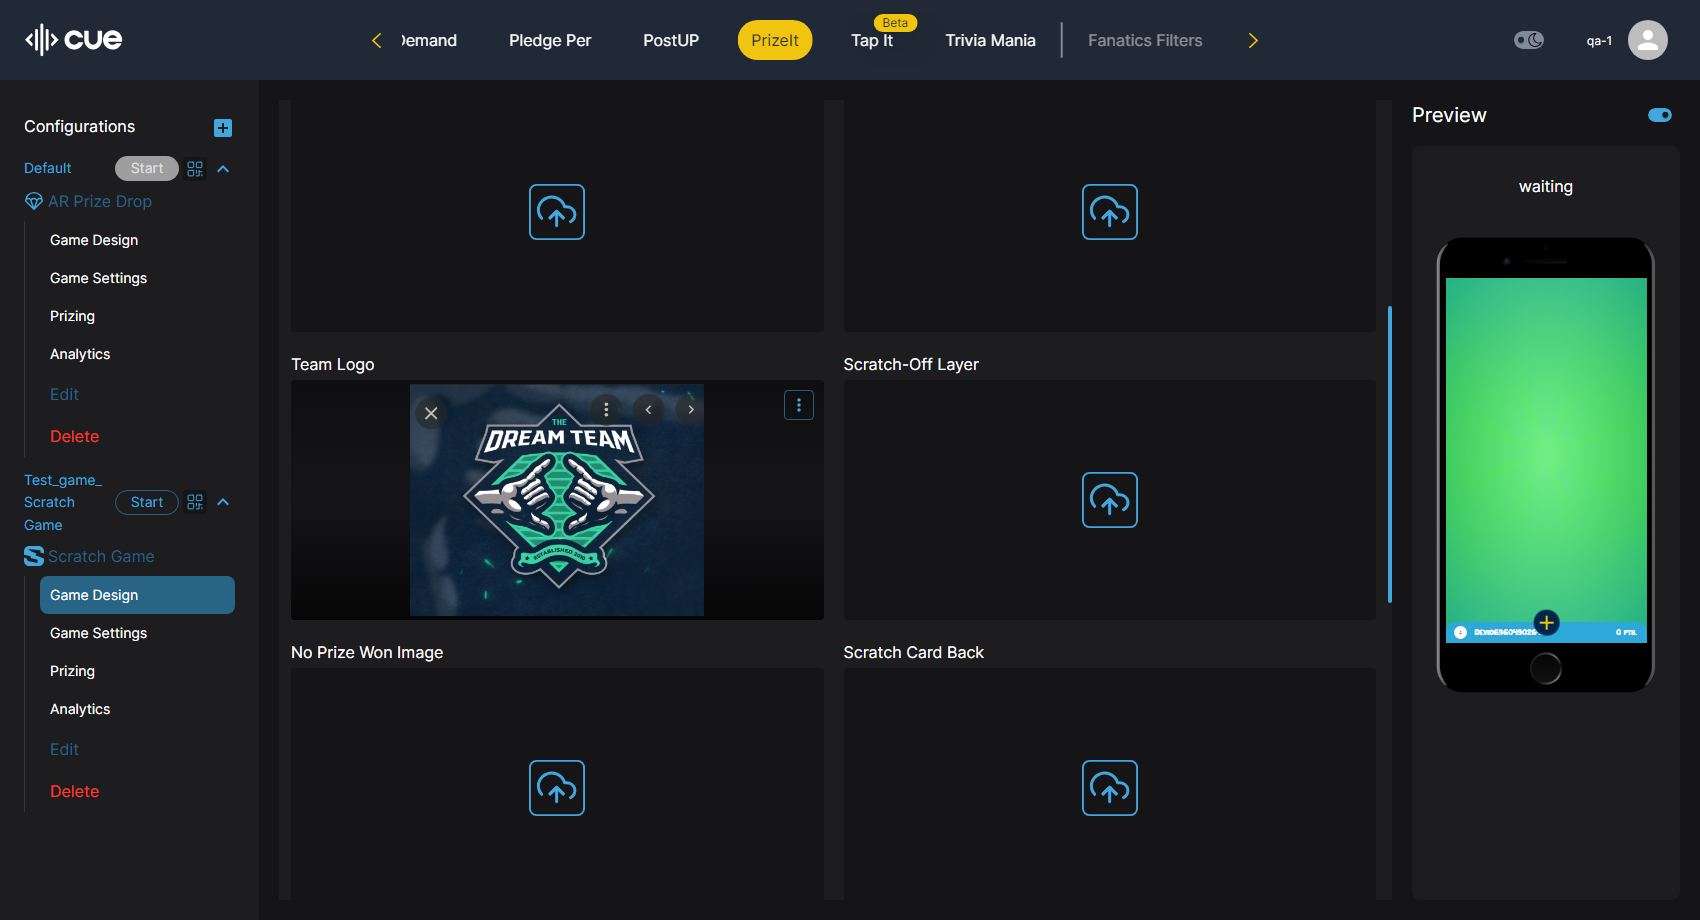 cue
Demand
Pledge Per
PostUP
PrizeIt
Beta
Tap It
Trivia Mania
Fanatics Filters
qa-1
Configurations
Default
Start
AR Prize Drop
Game Design
Game Settings
Prizing
Analytics
Edit
Delete
Test_game_
Scratch
Game
Start
Scratch Game
Game Design
Game Settings
Prizing
Analytics
Edit
Delete
Team Logo
THE
DREAM TEAM
ESTABLISHED 2010
Scratch-Off Layer
No Prize Won Image
Scratch Card Back
Preview
waiting
0 PTS.